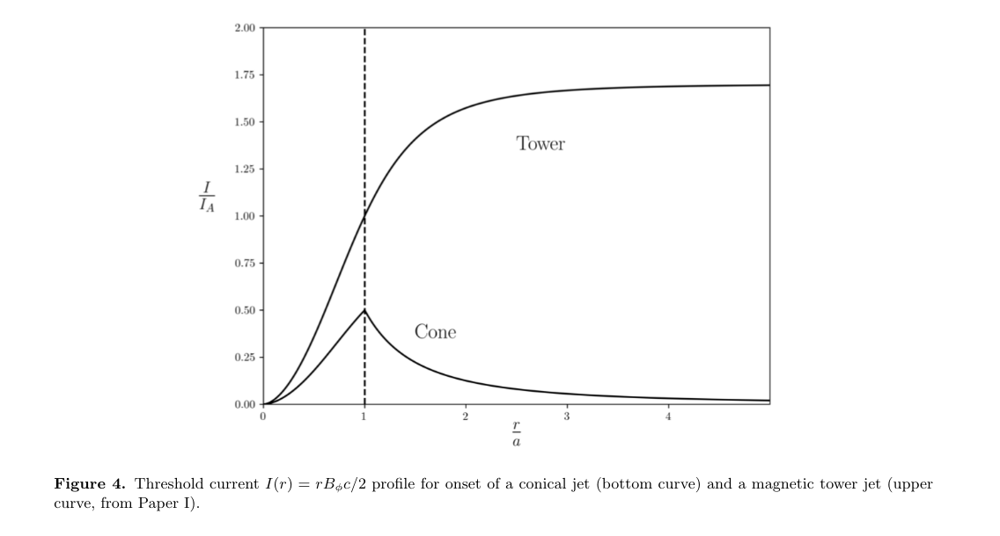 2.00
1.75
1.50
1.25
1.00
0.75
0.50
0.25
0.00
I
I_A
Tower
Cone
0 1 2 3 4
r
a
Figure 4. Threshold current I(r) = rB_ϕc/2 profile for onset of a conical jet (bottom curve) and a magnetic tower jet (upper
curve, from Paper I).